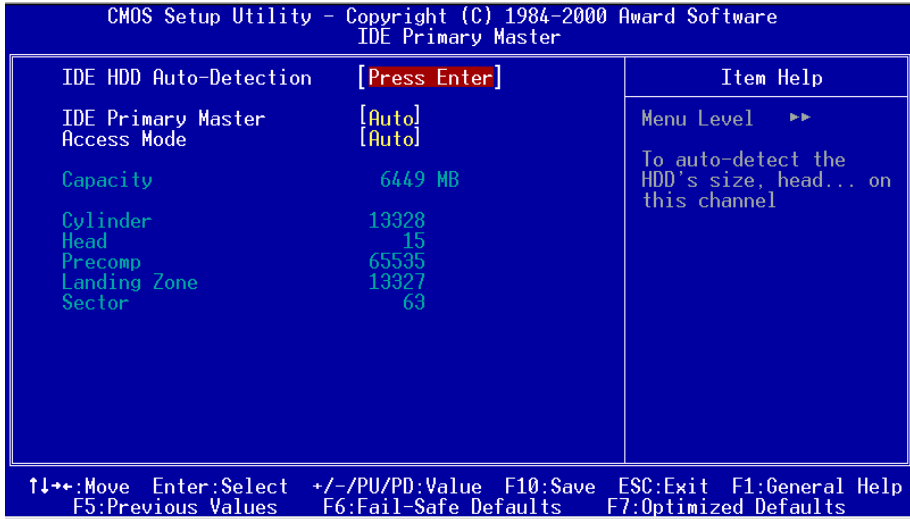 CMOS Setup Utility - Copyright (C) 1984-2000 Award Software
IDE Primary Master
IDE HDD Auto-Detection [Press Enter]
IDE Primary Master [Auto]
Access Mode [Auto]
Capacity 6449 MB
Cylinder 13328
Head 15
Precomp 65535
Landing Zone 13327
Sector 63
Item Help
Menu Level ▸▸
To auto-detect the
HDD's size, head... on
this channel
↑↓→←:Move Enter:Select +/-/PU/PD:Value F10:Save ESC:Exit F1:General Help
F5:Previous Values F6:Fail-Safe Defaults F7:Optimized Defaults